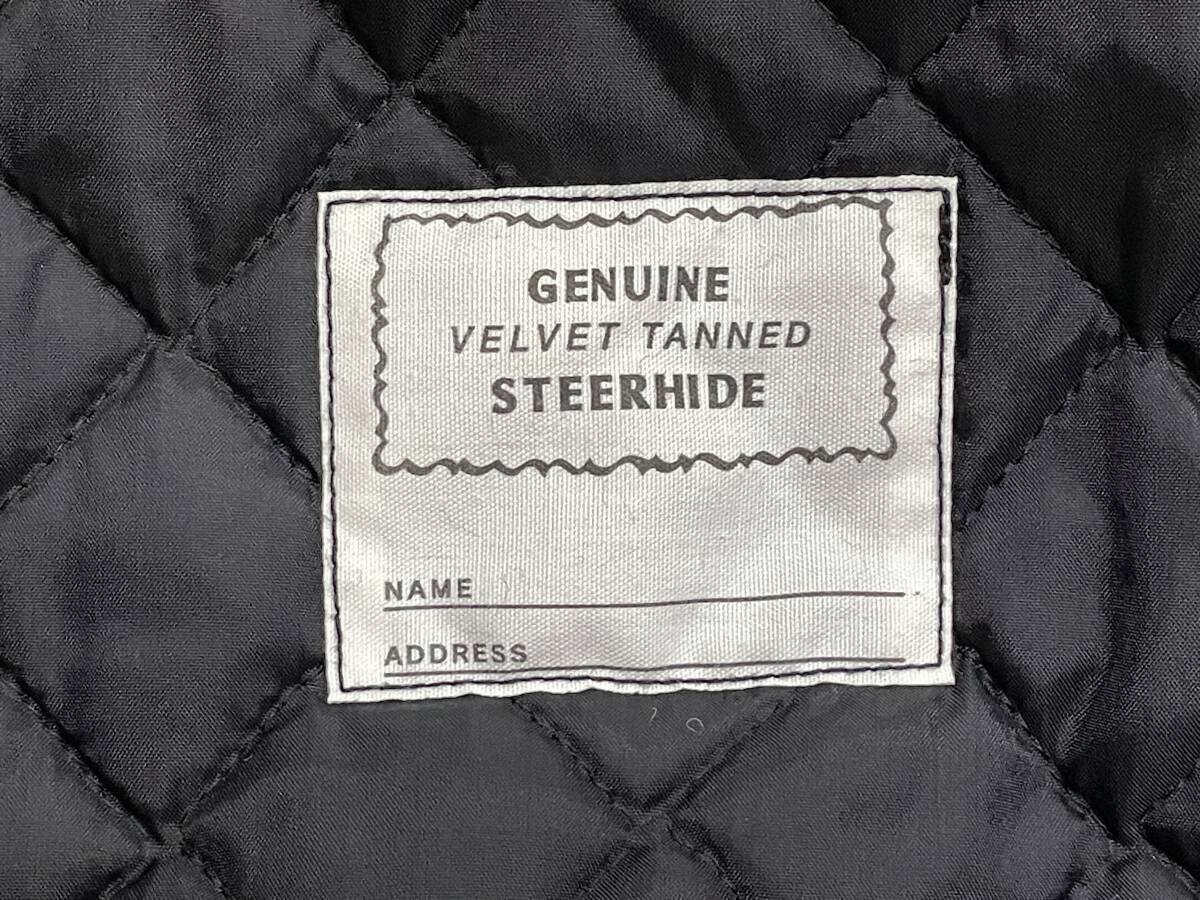 GENUINE
VELVET TANNED
STEERHIDE
NAME
ADDRESS